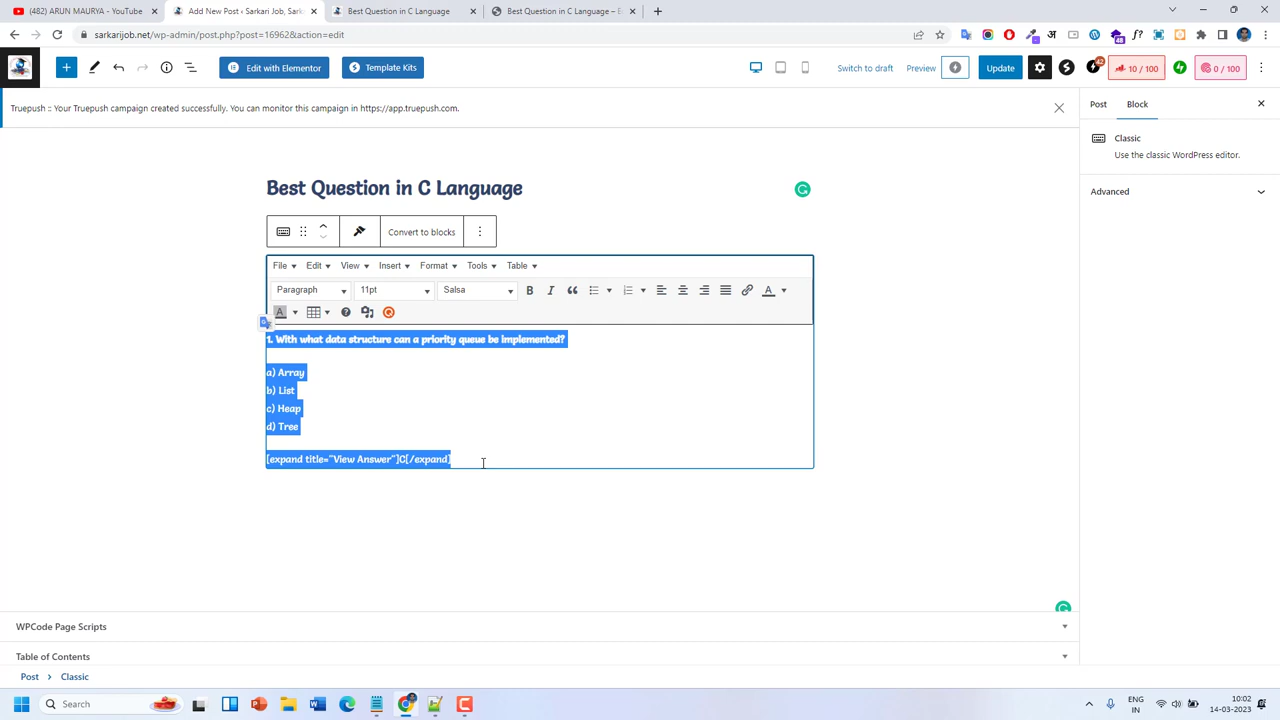 (482) ARUN MAURYA - YouTube
Add New Post ‹ Sarkari Job, Sarka
Best Question in C Language
Best Question in C Language – Be
sarkarijob.net/wp-admin/post.php?post=16962&action=edit
Edit with Elementor
Template Kits
Switch to draft
Preview
Update
42
10 / 100
0 / 100
Truepush :: Your Truepush campaign created successfully. You can monitor this campaign in https://app.truepush.com.
Post
Block
Classic
Use the classic WordPress editor.
Advanced
Best Question in C Language
Convert to blocks
File Edit View Insert Format Tools Table
Paragraph 11pt Salsa
1. With what data structure can a priority queue be implemented?
a) Array
b) List
c) Heap
d) Tree
[expand title="View Answer"]C[/expand]
WPCode Page Scripts
Table of Contents
Post
Classic
Search
ENG
IN
10:02
14-03-2023